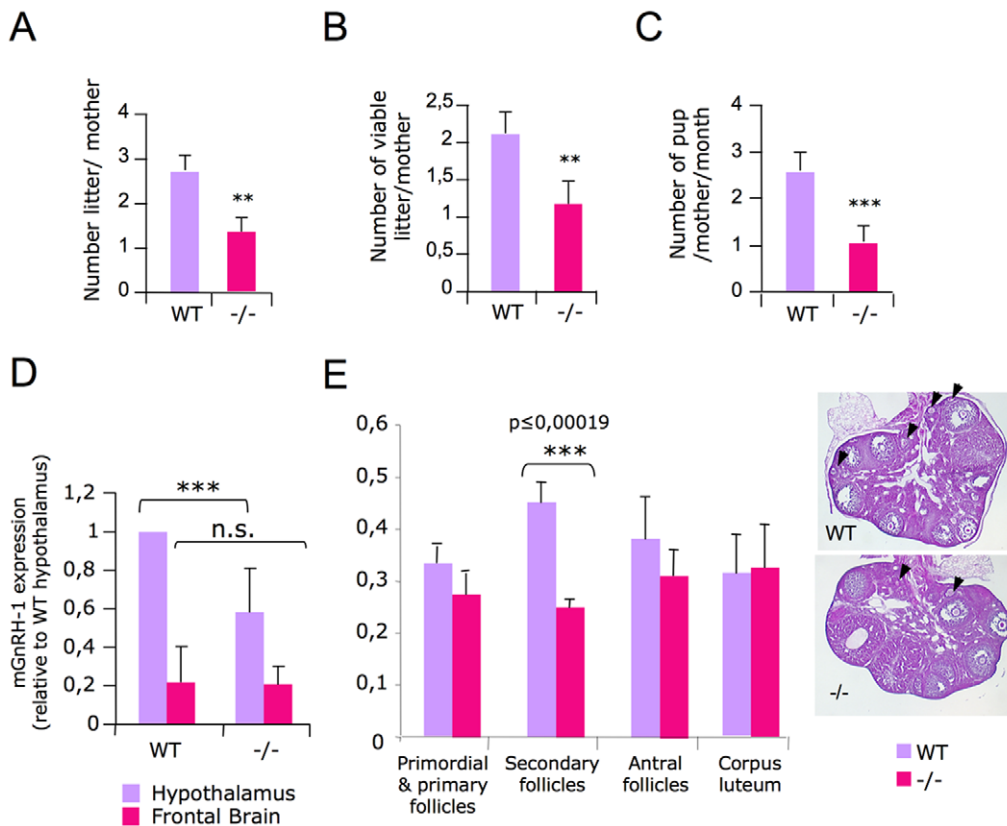 A
Number litter/ mother
4
3
2
1
0
**
WT
-/-
B
Number of viable
litter/mother
2,5
2
1,5
1
0,5
0
**
WT
-/-
C
Number of pup
/mother/month
4
3
2
1
0
***
WT
-/-
D
mGnRH-1 expression
(relative to WT hypothalamus)
1,2
1
0,8
0,6
0,4
0,2
0
***
n.s.
WT
-/-
Hypothalamus
Frontal Brain
E
0,6
0,5
0,4
0,3
0,2
0,1
0
p≤0,00019
***
Primordial
& primary
follicles
Secondary
follicles
Antral
follicles
Corpus
luteum
WT
-/-
WT
-/-